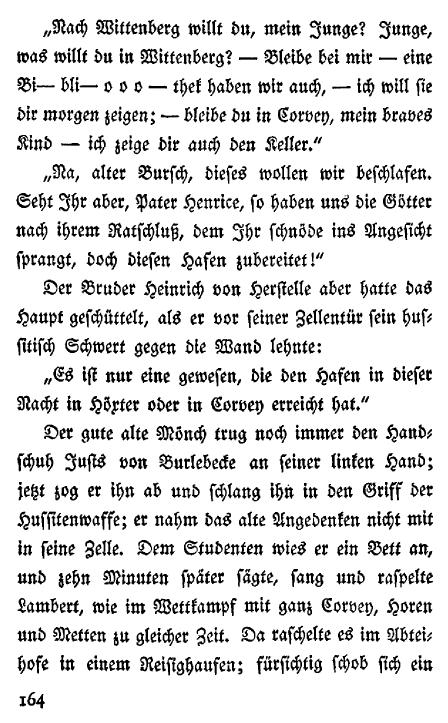 „Nach Wittenberg willt du, mein Junge? Junge,
was willt du in Wittenberg? — Bleibe bei mir — eine
Bi— bli— o o o — thek haben wir auch, — ich will sie
dir morgen zeigen; — bleibe du in Corvey, mein braves
Kind — ich zeige dir auch den Keller.“
„Na, alter Bursch, dieses wollen wir beschlafen.
Seht Ihr aber, Pater Henrice, so haben uns die Götter
nach ihrem Ratschluß, dem Ihr schnöde ins Angesicht
sprangt, doch diesen Hafen zubereitet!“
Der Bruder Heinrich von Herstelle aber hatte das
Haupt geschüttelt, als er vor seiner Zellentür sein hus-
sitisch Schwert gegen die Wand lehnte:
„Es ist nur eine gewesen, die den Hafen in dieser
Nacht in Höxter oder in Corvey erreicht hat.“
Der gute alte Mönch trug noch immer den Hand-
schuh Justs von Burlebecke an seiner linken Hand;
jetzt zog er ihn ab und schlang ihn in den Griff der
Hussitenwaffe; er nahm das alte Angedenken nicht mit
in seine Zelle. Dem Studenten wies er ein Bett an,
und zehn Minuten später sägte, sang und raspelte
Lambert, wie im Wettkampf mit ganz Corvey, Horen
und Metten zu gleicher Zeit. Da raschelte es im Abtei-
hofe in einem Reisighaufen; fürsichtig schob sich ein
164